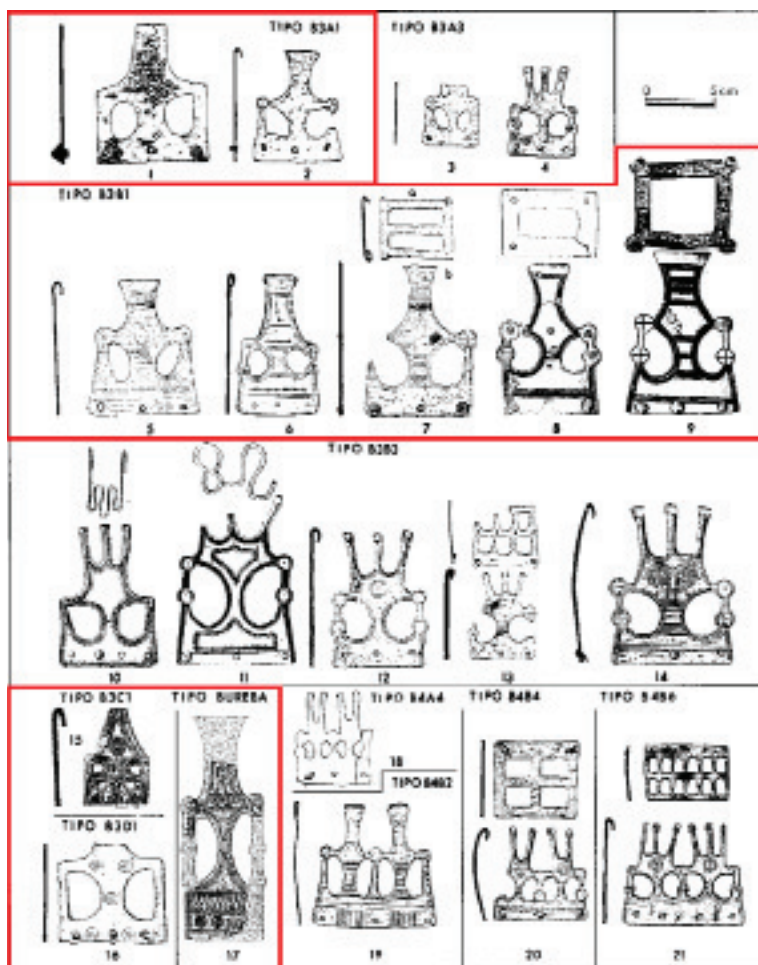 TIPO B3A1
TIPO B3A3
0 5cm
1
2
3
4
TIPO B3B1
a
b
5
6
7
8
9
TIPO B3B2
10
11
12
13
14
TIPO B3C1
TIPO BUREBA
TIPO B4A4
TIPO B4B4
TIPO B4B6
15
18
TIPO B4B2
TIPO B3D1
16
17
19
20
21